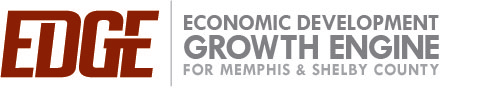 EDGE
ECONOMIC DEVELOPMENT
GROWTH ENGINE
FOR MEMPHIS & SHELBY COUNTY